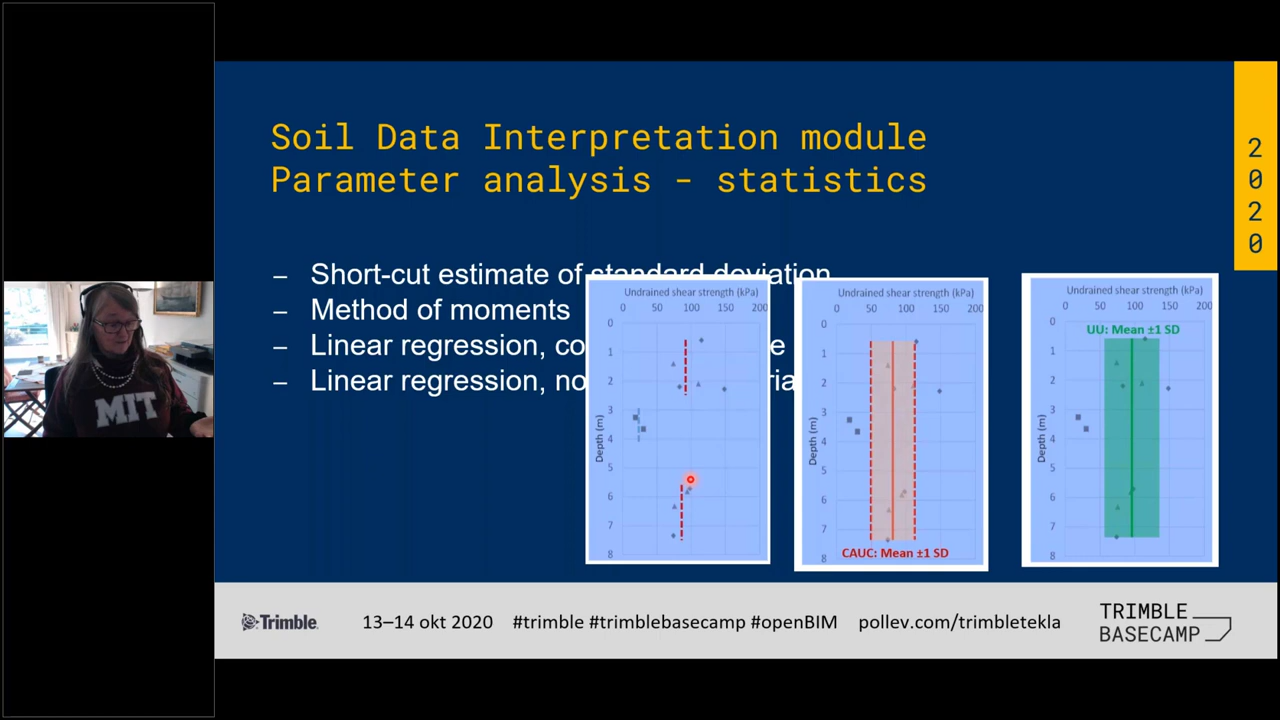 Soil Data Interpretation module
Parameter analysis - statistics
2
0
2
0
– Short-cut estimate of standard deviation
– Method of moments
– Linear regression, co e
– Linear regression, no ria
Undrained shear strength (kPa)
0 50 100 150 200
0
1
2
3
4
5
6
7
8
Depth (m)
Undrained shear strength (kPa)
0 50 100 150 200
0
1
2
3
4
5
6
7
8
Depth (m)
CAUC: Mean ±1 SD
Undrained shear strength (kPa)
0 50 100 150 200
UU: Mean ±1 SD
0
1
2
3
4
5
6
7
8
Depth (m)
MIT
Trimble.
13–14 okt 2020 #trimble #trimblebasecamp #openBIM pollev.com/trimbletekla
TRIMBLE
BASECAMP